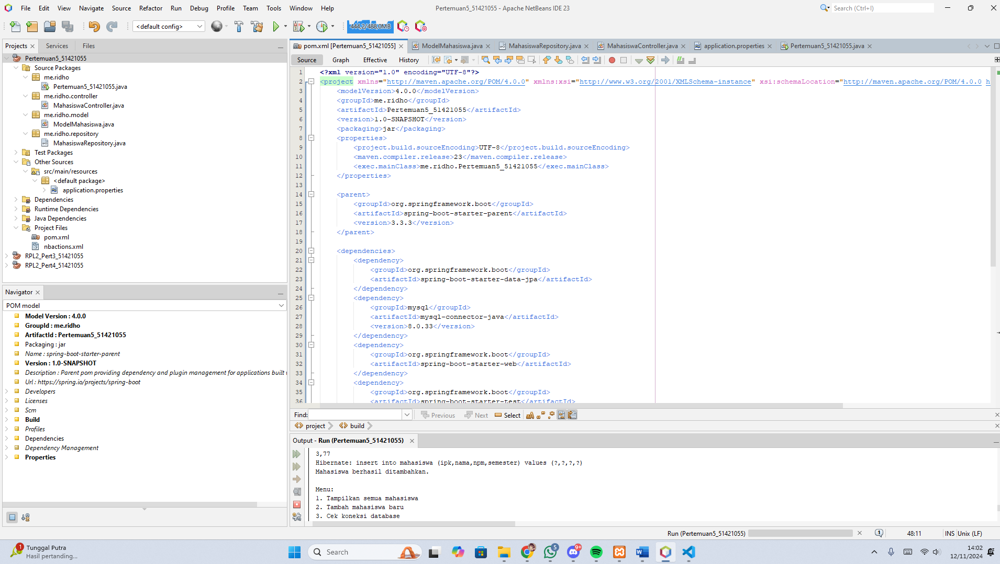 File Edit View Navigate Source Refactor Run Debug Profile Team Tools Window Help
Pertemuan5_51421055 - Apache NetBeans IDE 23
Search (Ctrl+I)
<default config>
444,2/488,0MB
Projects Services Files
Pertemuan5_51421055
Source Packages
me.ridho
Pertemuan5_51421055.java
me.ridho.controller
MahasiswaController.java
me.ridho.model
ModelMahasiswa.java
me.ridho.repository
MahasiswaRepository.java
Test Packages
Other Sources
src/main/resources
<default package>
application.properties
Dependencies
Runtime Dependencies
Java Dependencies
Project Files
pom.xml
nbactions.xml
RPL2_Pert3_51421055
RPL2_Pert4_51421055
Navigator
POM model
Model Version : 4.0.0
GroupId : me.ridho
ArtifactId : Pertemuan5_51421055
Packaging : jar
Name : spring-boot-starter-parent
Version : 1.0-SNAPSHOT
Description : Parent pom providing dependency and plugin management for applications built
Url : https://spring.io/projects/spring-boot
Developers
Licenses
Scm
Build
Profiles
Dependencies
Dependency Management
Properties
pom.xml [Pertemuan5_51421055] ModelMahasiswa.java MahasiswaRepository.java MahasiswaController.java application.properties Pertemuan5_51421055.java
Source Graph Effective History
1 <?xml version="1.0" encoding="UTF-8"?>
2 <project xmlns="http://maven.apache.org/POM/4.0.0" xmlns:xsi="http://www.w3.org/2001/XMLSchema-instance" xsi:schemaLocation="http://maven.apache.org/POM/4.0.0 h
3 <modelVersion>4.0.0</modelVersion>
4 <groupId>me.ridho</groupId>
5 <artifactId>Pertemuan5_51421055</artifactId>
6 <version>1.0-SNAPSHOT</version>
7 <packaging>jar</packaging>
8 <properties>
9 <project.build.sourceEncoding>UTF-8</project.build.sourceEncoding>
10 <maven.compiler.release>23</maven.compiler.release>
11 <exec.mainClass>me.ridho.Pertemuan5_51421055</exec.mainClass>
12 </properties>
13
14 <parent>
15 <groupId>org.springframework.boot</groupId>
16 <artifactId>spring-boot-starter-parent</artifactId>
17 <version>3.3.3</version>
18 </parent>
19
20 <dependencies>
21 <dependency>
22 <groupId>org.springframework.boot</groupId>
23 <artifactId>spring-boot-starter-data-jpa</artifactId>
24 </dependency>
25 <dependency>
26 <groupId>mysql</groupId>
27 <artifactId>mysql-connector-java</artifactId>
28 <version>8.0.33</version>
29 </dependency>
30 <dependency>
31 <groupId>org.springframework.boot</groupId>
32 <artifactId>spring-boot-starter-web</artifactId>
33 </dependency>
34 <dependency>
35 <groupId>org.springframework.boot</groupId>
36 <artifactId>spring-boot-starter-test</artifactId>
Find: Previous Next Select
project build
Output - Run (Pertemuan5_51421055)
3,77
Hibernate: insert into mahasiswa (ipk,nama,npm,semester) values (?,?,?,?)
Mahasiswa berhasil ditambahkan.
Menu:
1. Tampilkan semua mahasiswa
2. Tambah mahasiswa baru
3. Cek koneksi database
Run (Pertemuan5_51421055) 1 48:11 INS Unix (LF)
1 Tunggal Putra
Hasil pertanding...
Search
5
9+
14:02
12/11/2024